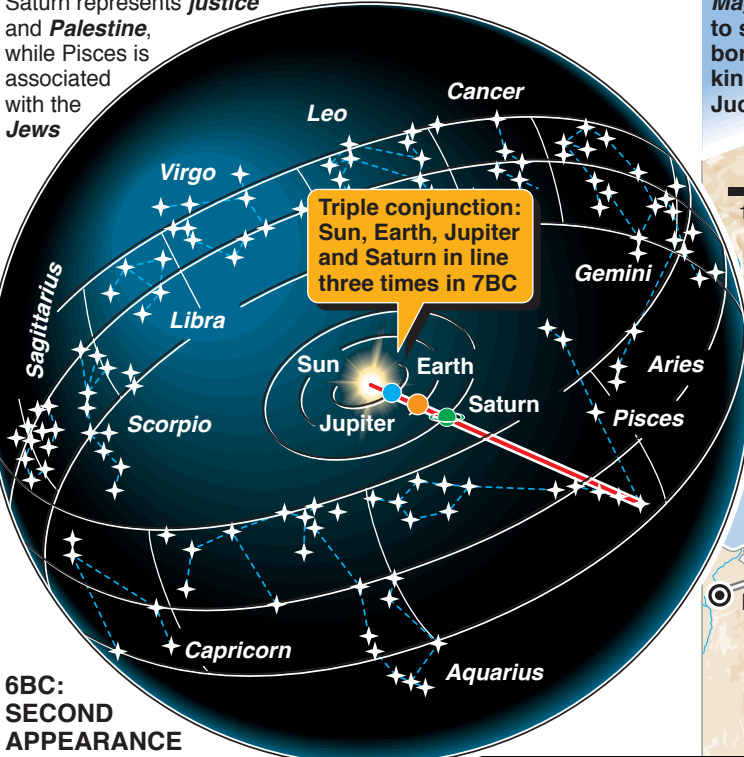 Saturn represents justice
and Palestine,
while Pisces is
associated
with the
Jews
Cancer
Leo
Virgo
Triple conjunction:
Sun, Earth, Jupiter
and Saturn in line
three times in 7BC
Gemini
Sagittarius
Libra
Sun
Earth
Aries
Jupiter
Saturn
Pisces
Scorpio
Capricorn
Aquarius
6BC:
SECOND
APPEARANCE
to s
bor
kin